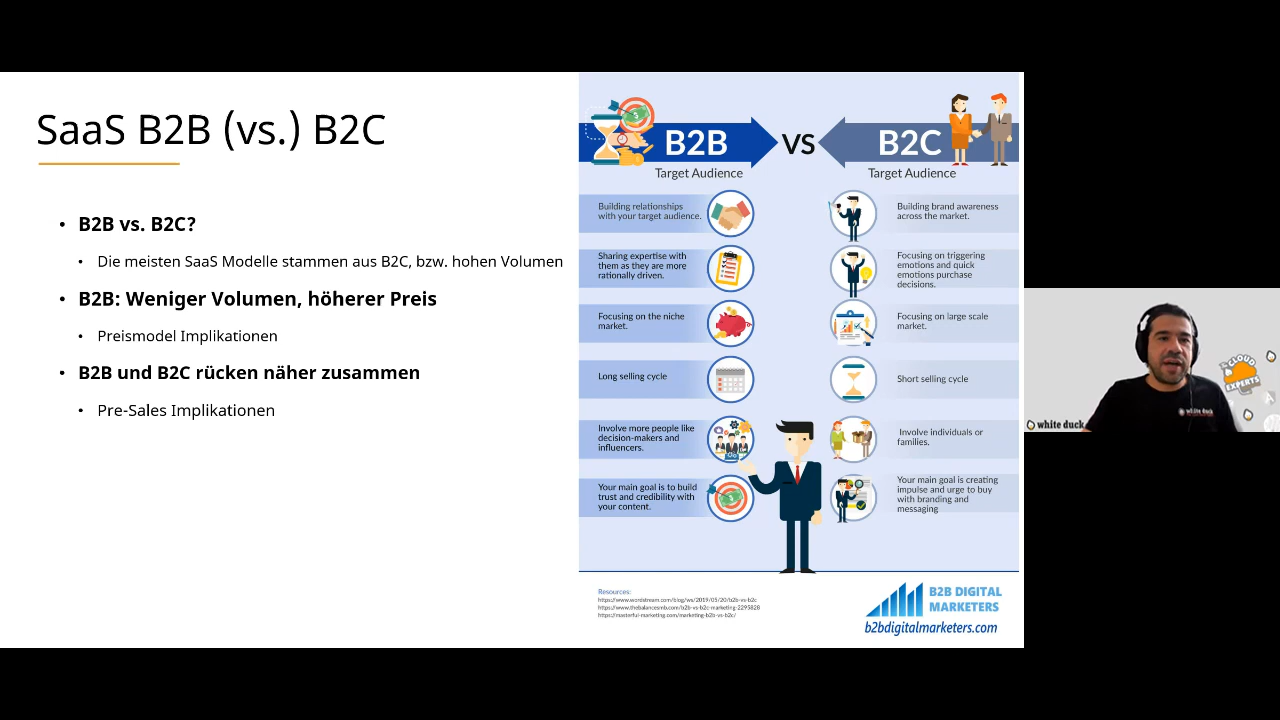 SaaS B2B (vs.) B2C
• B2B vs. B2C?
• Die meisten SaaS Modelle stammen aus B2C, bzw. hohen Volumen
• B2B: Weniger Volumen, höherer Preis
• Preismodel Implikationen
• B2B und B2C rücken näher zusammen
• Pre-Sales Implikationen
B2B VS B2C
Target Audience
Target Audience
Building relationships
with your target audience.
Building brand awareness
across the market.
Sharing expertise with
them as they are more
rationally driven.
Focusing on triggering
emotions and quick
emotions purchase
decisions.
Focusing on the niche
market.
Focusing on large scale
market.
Long selling cycle
Short selling cycle
Involve more people like
decision-makers and
influencers.
Involve individuals or
families.
Your main goal is to build
trust and credibility with
your content.
Your main goal is creating
impulse and urge to buy
with branding and
messaging
Resources:
https://www.wordstream.com/blog/ws/2019/05/20/b2b-vs-b2c
https://www.thebalancesmb.com/b2b-vs-b2c-marketing-2295828
https://masterful-marketing.com/marketing-b2b-vs-b2c/
B2B DIGITAL
MARKETERS
b2bdigitalmarketers.com
CLOUD
EXPERTS
white duck
white duck